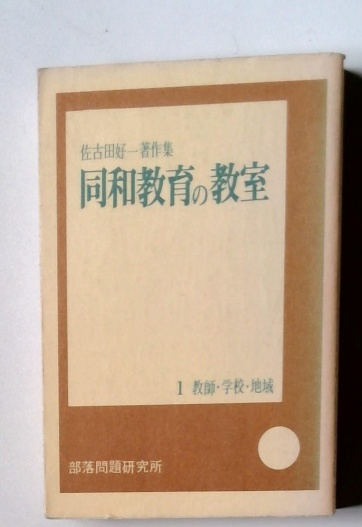 佐古田好一著作集
同和教育の教室
1 教師・学校・地域
部落問題研究所